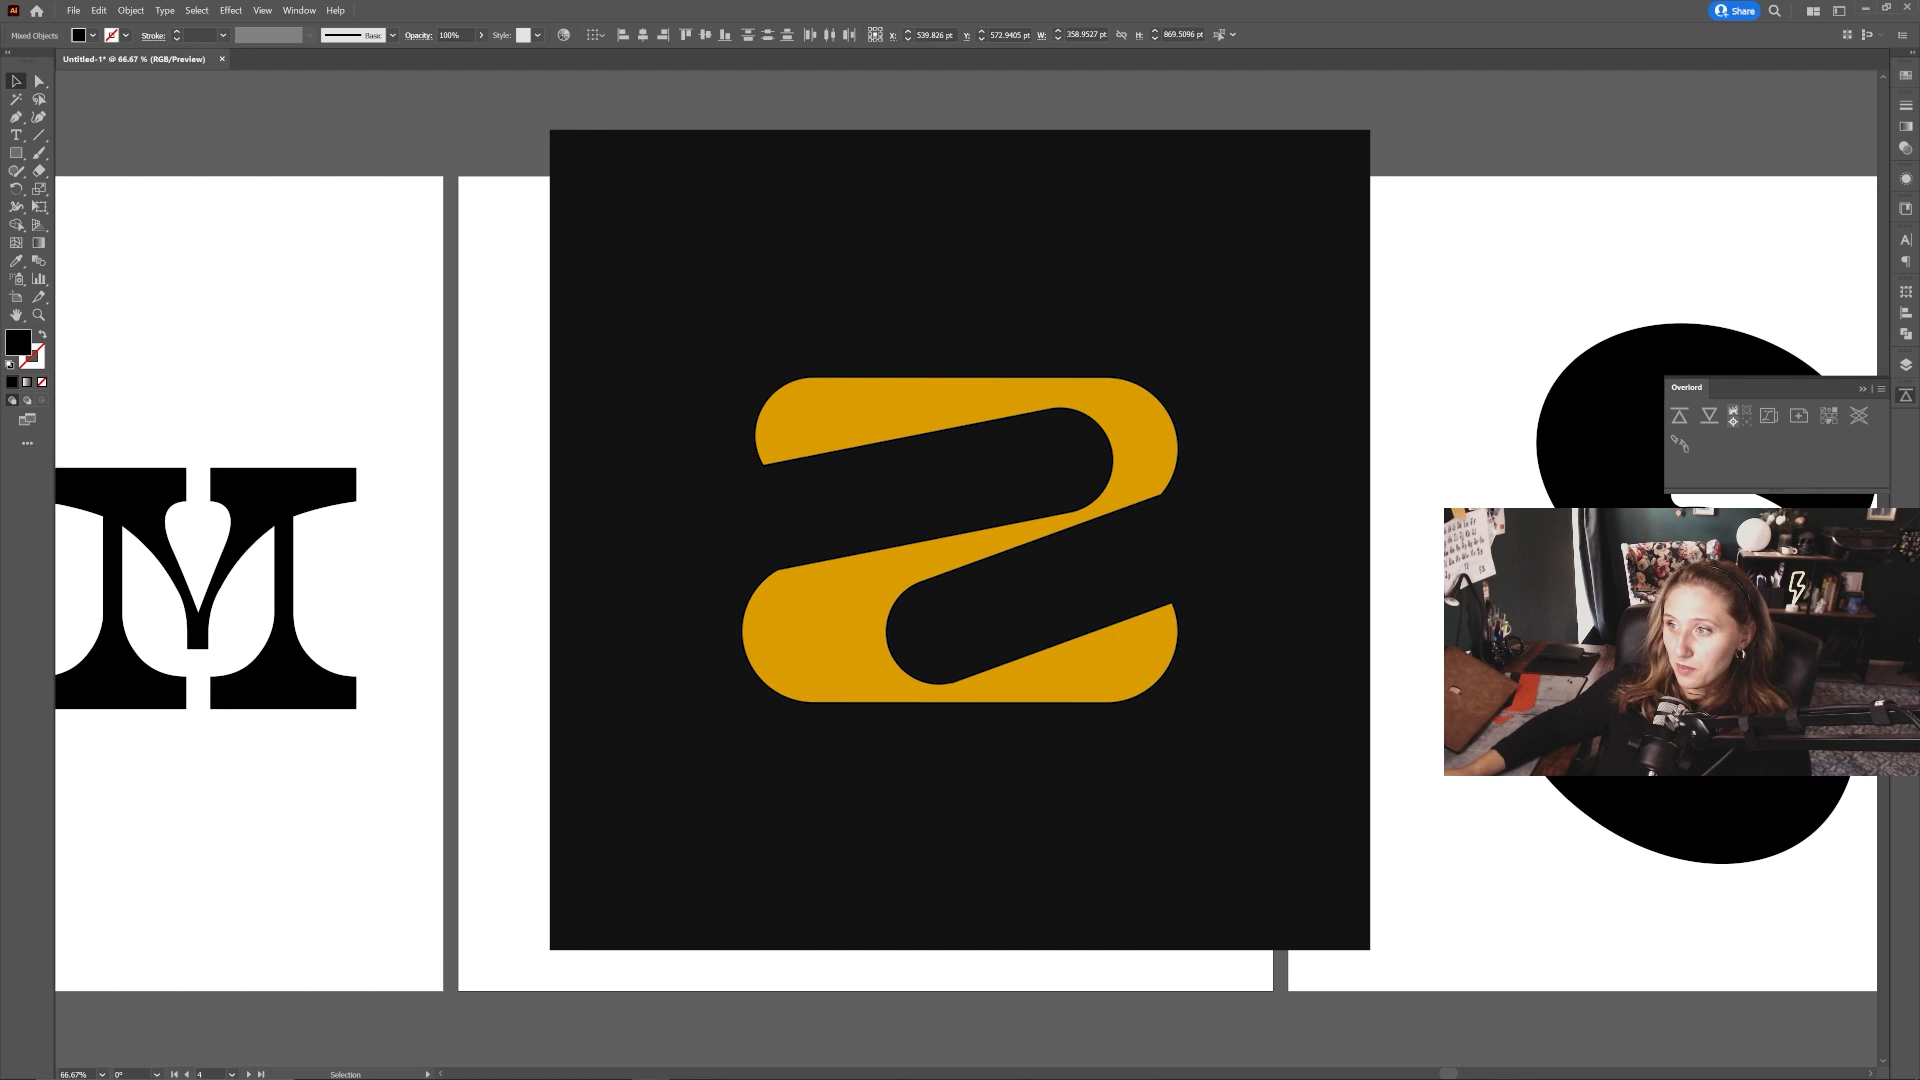 Ai File Edit Object Type Select Effect View Window Help Share
Mixed Objects Stroke: Basic Opacity: 100% Style: X: 539.826 pt Y: 572.9405 pt W: 358.9527 pt H: 869.5096 pt
Untitled-1* @ 66.67 % (RGB/Preview)
M
Overlord
66.67% 0° 4 Selection